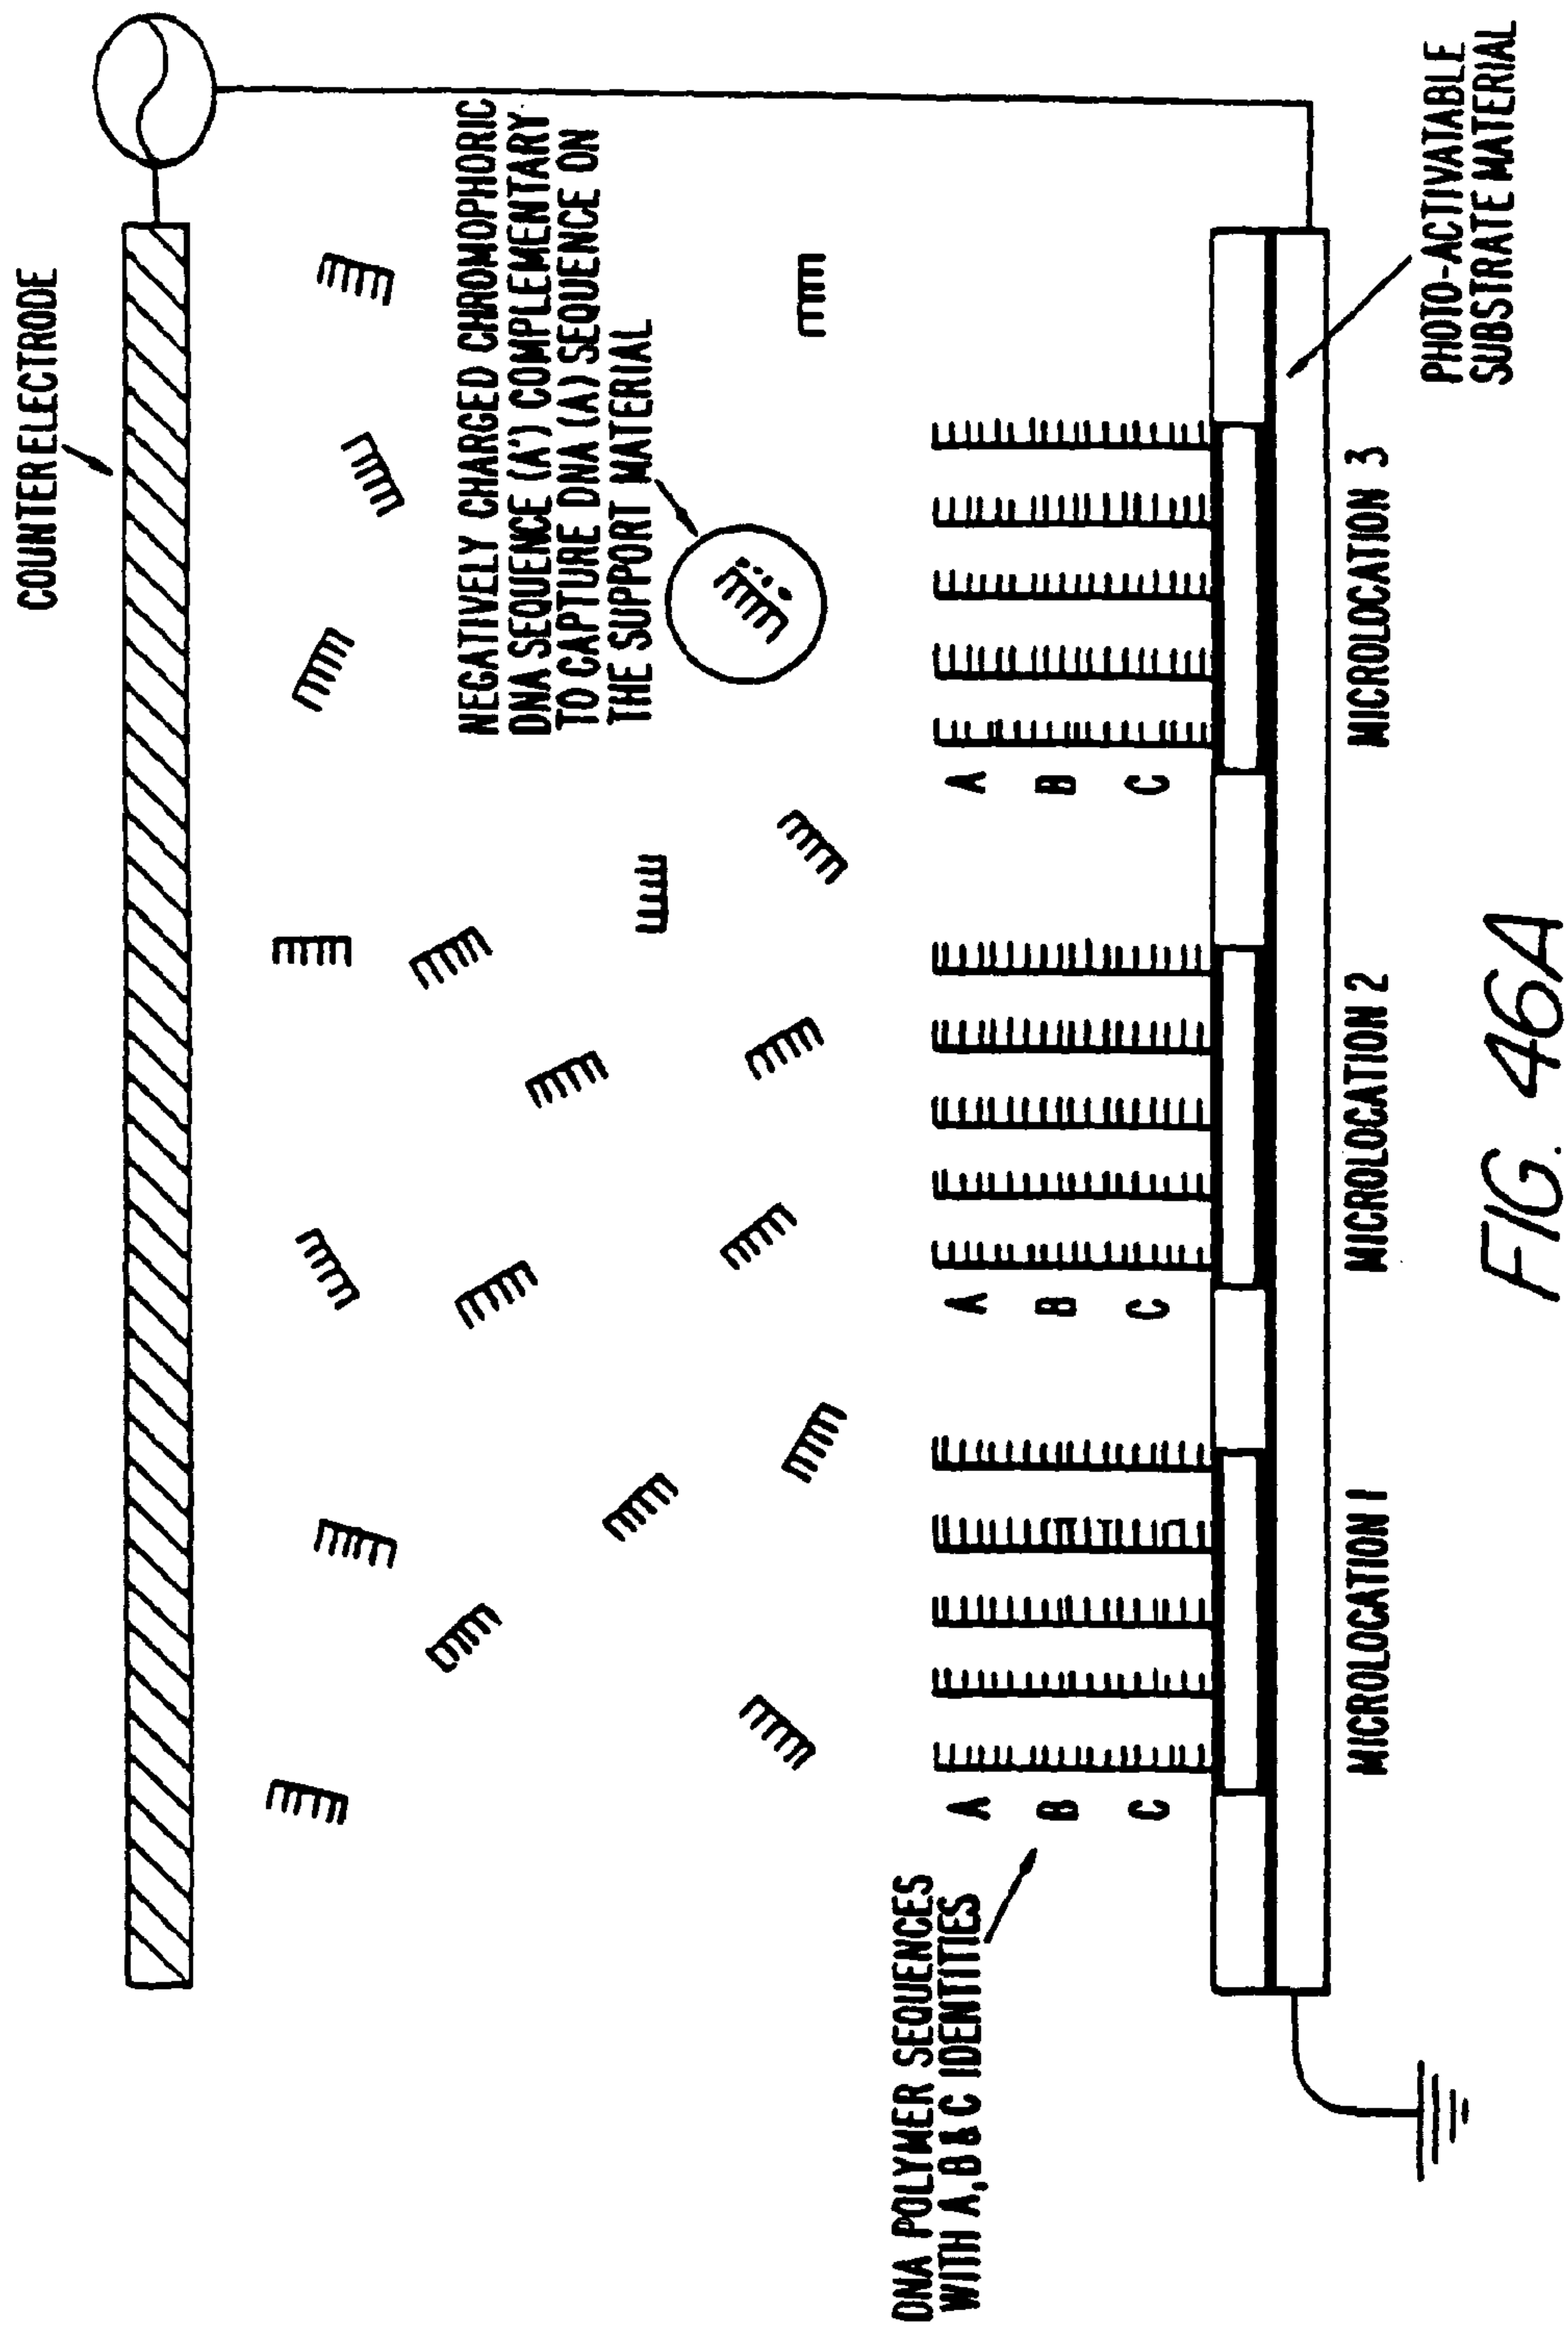 COUNTER ELECTRODE
NEGATIVELY CHARGED CHROMOPHORIC
DNA SEQUENCE (A') COMPLEMENTARY
TO CAPTURE DNA (A) SEQUENCE ON
THE SUPPORT MATERIAL
DNA POLYMER SEQUENCES
WITH A, B & C IDENTITIES
A
B
C
A
B
C
A
B
C
MICROLOCATION 1
MICROLOCATION 2
MICROLOCATION 3
PHOTO-ACTIVATABLE
SUBSTRATE MATERIAL
FIG. 46A